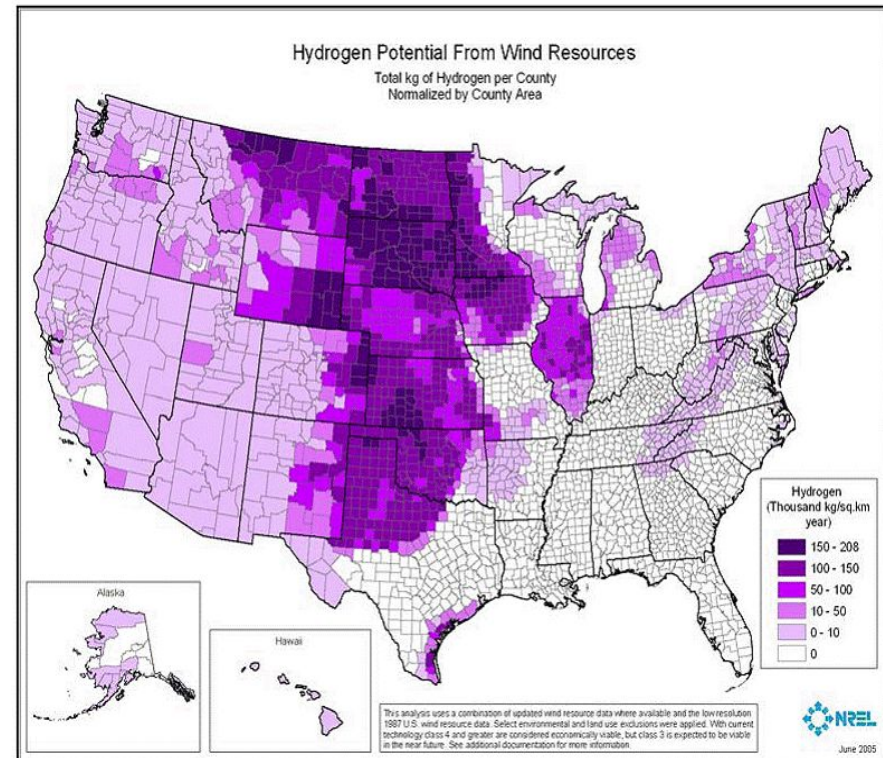 Hydrogen Potential From Wind Resources
Total kg of Hydrogen per County
Normalized by County Area
Hydrogen
(Thousand kg/sq.km
year)
150 - 208
100 - 150
50 - 100
10 - 50
0 - 10
0
Alaska
Hawaii
This analysis uses a combination of updated wind resource data where available and the low resolution
1987 U.S. wind resource data. Select environmental and land use exclusions were applied. With current
technology class 4 and greater are considered economically viable, but class 3 is expected to be viable
in the near future. See additional documentation for more information.
NREL
June 2005